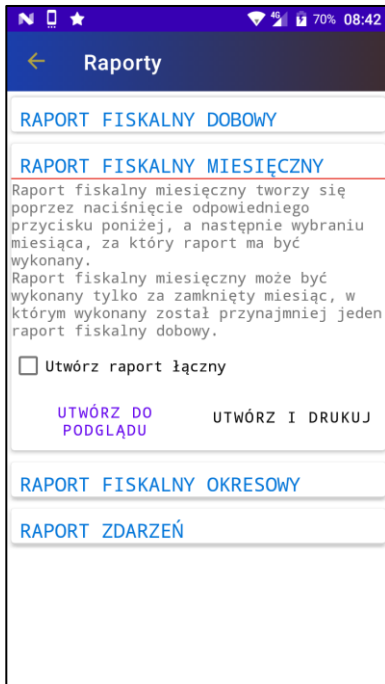 4G 70% 08:42
Raporty
RAPORT FISKALNY DOBOWY
RAPORT FISKALNY MIESIĘCZNY
Raport fiskalny miesięczny tworzy się
poprzez naciśnięcie odpowiedniego
przycisku poniżej, a następnie wybraniu
miesiąca, za który raport ma być
wykonany.
Raport fiskalny miesięczny może być
wykonany tylko za zamknięty miesiąc, w
którym wykonany został przynajmniej jeden
raport fiskalny dobowy.
Utwórz raport łączny
UTWÓRZ DO
PODGLĄDU
UTWÓRZ I DRUKUJ
RAPORT FISKALNY OKRESOWY
RAPORT ZDARZEŃ